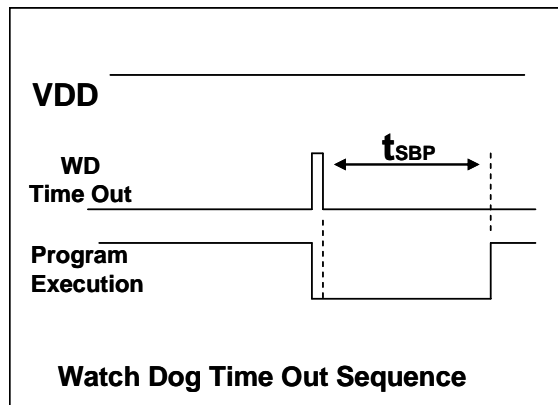 VDD
tSBP
WD
Time Out
Program
Execution
Watch Dog Time Out Sequence